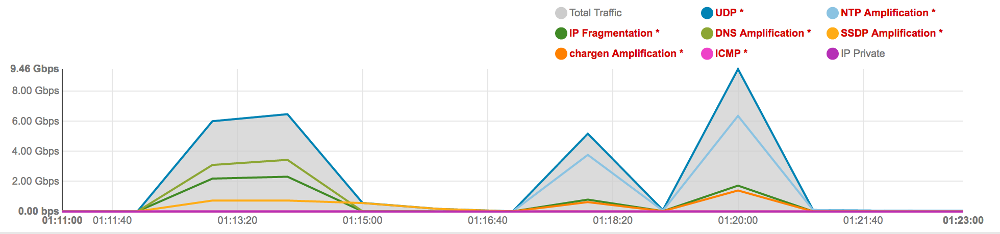 Total Traffic UDP * NTP Amplification *
IP Fragmentation * DNS Amplification * SSDP Amplification *
chargen Amplification * ICMP * IP Private
9.46 Gbps
8.00 Gbps
6.00 Gbps
4.00 Gbps
2.00 Gbps
0.00 bps
01:11:00 01:11:40 01:13:20 01:15:00 01:16:40 01:18:20 01:20:00 01:21:40 01:23:00